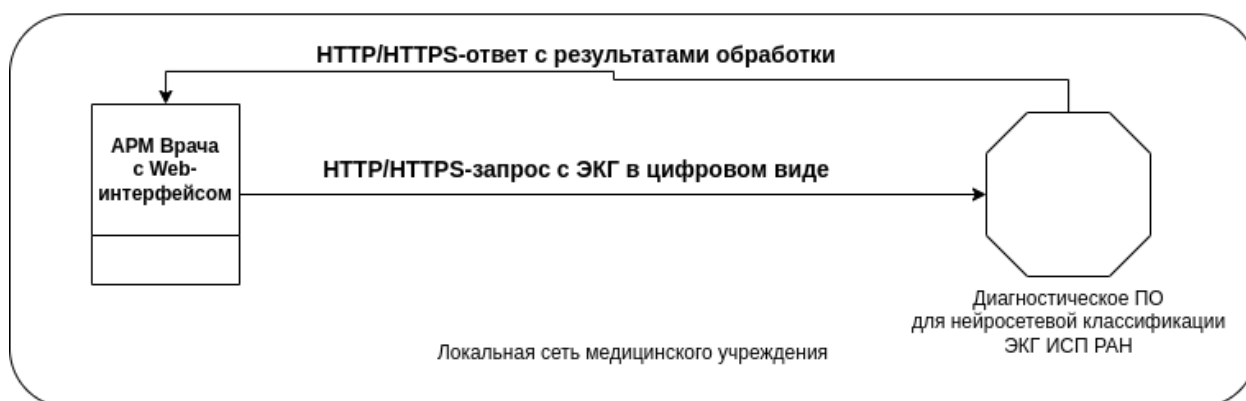 HTTP/HTTPS-ответ с результатами обработки
АРМ Врача
с Web-
интерфейсом
HTTP/HTTPS-запрос с ЭКГ в цифровом виде
Диагностическое ПО
для нейросетевой классификации
ЭКГ ИСП РАН
Локальная сеть медицинского учреждения